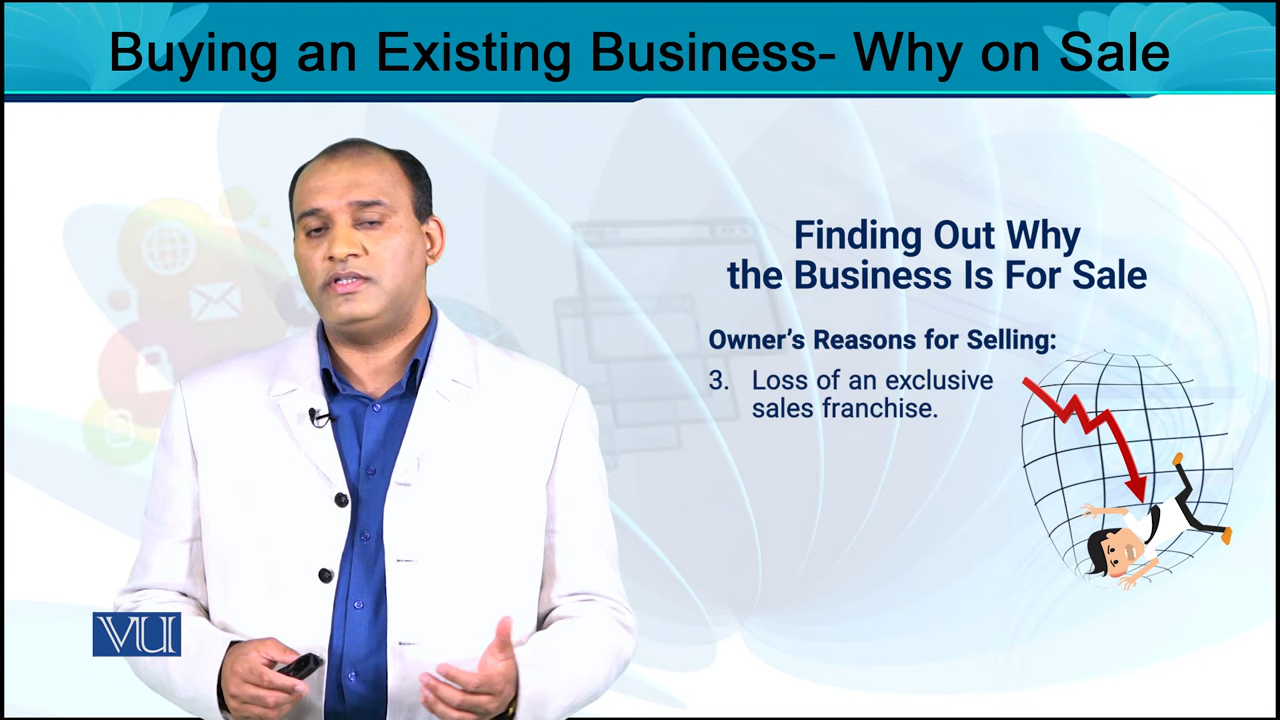 Buying an Existing Business- Why on Sale
Finding Out Why
the Business Is For Sale
Owner's Reasons for Selling:
3. Loss of an exclusive
sales franchise.
VU